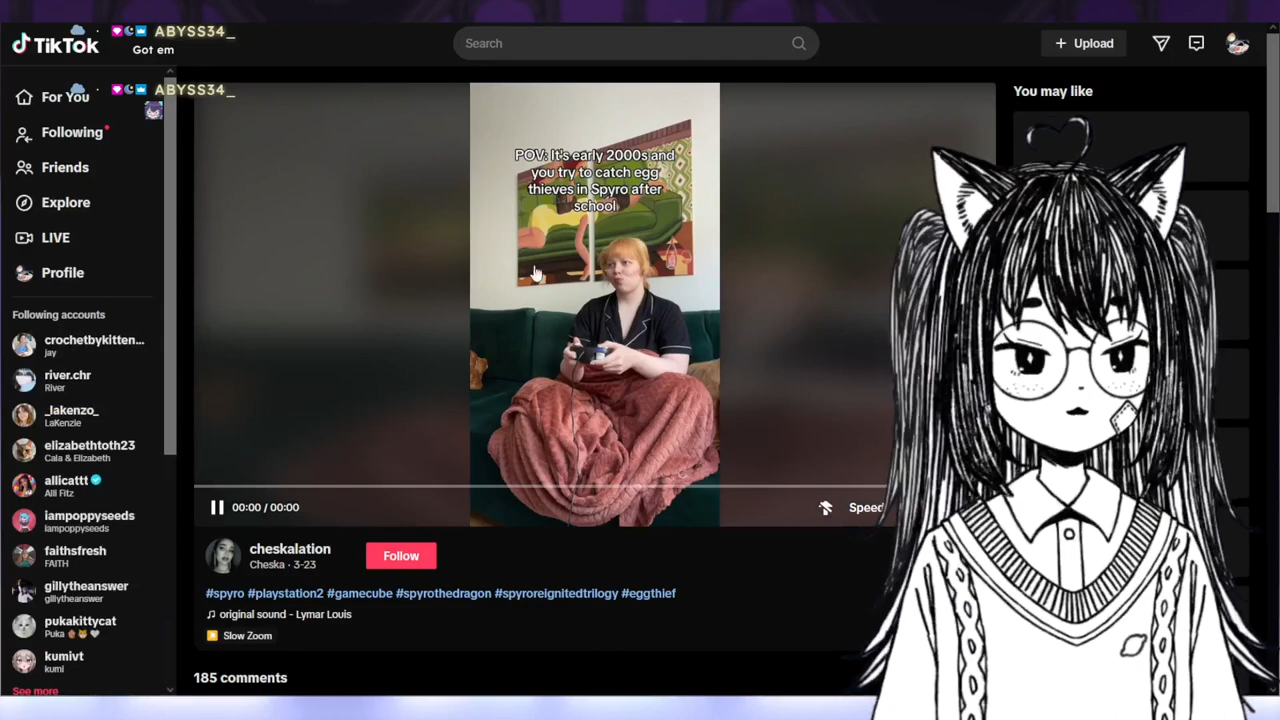 ABYSS34_
Got em
TikTok
Search
Upload
ABYSS34_
For You
Following
Friends
Explore
LIVE
Profile
Following accounts
crochetbykitten...
jay
river.chr
River
_lakenzo_
LaKenzie
elizabethtoth23
Cala & Elizabeth
allicattt
Alli Fitz
iampoppyseeds
iampoppyseeds
faithsfresh
FAITH
gillytheanswer
gillytheanswer
pukakittycat
Puka
kumivt
kumi
See more
POV: It's early 2000s and
you try to catch egg
thieves in Spyro after
school
00:00 / 00:00
Speed
cheskalation
Cheska · 3-23
Follow
#spyro #playstation2 #gamecube #spyrothedragon #spyroreignitedtrilogy #eggthief
original sound - Lymar Louis
Slow Zoom
185 comments
You may like